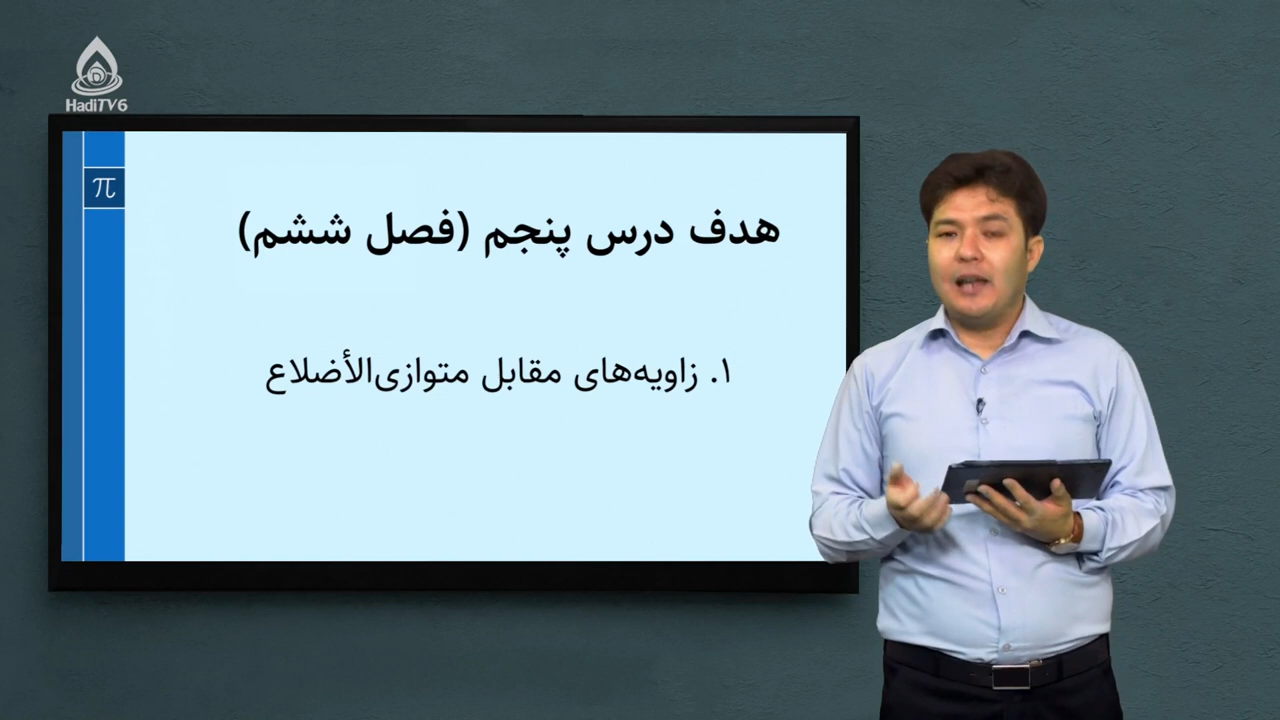 HadiTV6
π
هدف درس پنجم (فصل ششم)
۱. زاویه‌های مقابل متوازی‌الأضلاع